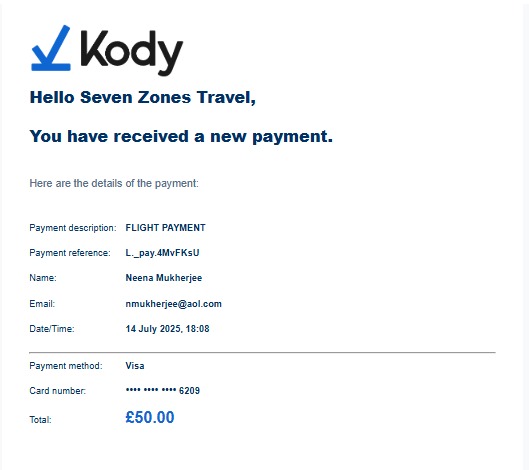 Kody
Hello Seven Zones Travel,
You have received a new payment.
Here are the details of the payment:
Payment description: FLIGHT PAYMENT
Payment reference: L._pay.4MvFKsU
Name: Neena Mukherjee
Email: nmukherjee@aol.com
Date/Time: 14 July 2025, 18:08
Payment method: Visa
Card number: •••• •••• •••• 6209
Total: £50.00